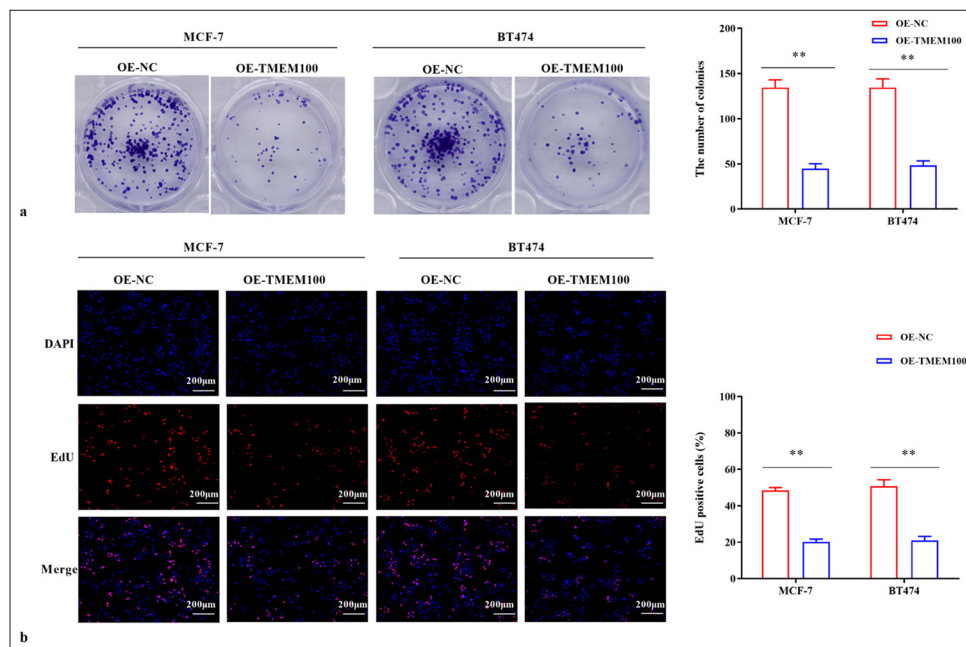 MCF-7 BT474
OE-NC OE-TMEM100 OE-NC OE-TMEM100
a
OE-NC
OE-TMEM100
The number of colonies
200
150
100
50
0
** **
MCF-7 BT474
MCF-7 BT474
OE-NC OE-TMEM100 OE-NC OE-TMEM100
DAPI
200μm 200μm 200μm 200μm
EdU
200μm 200μm 200μm 200μm
Merge
200μm 200μm 200μm 200μm
b
OE-NC
OE-TMEM100
EdU positive cells (%)
100
80
60
40
20
0
** **
MCF-7 BT474